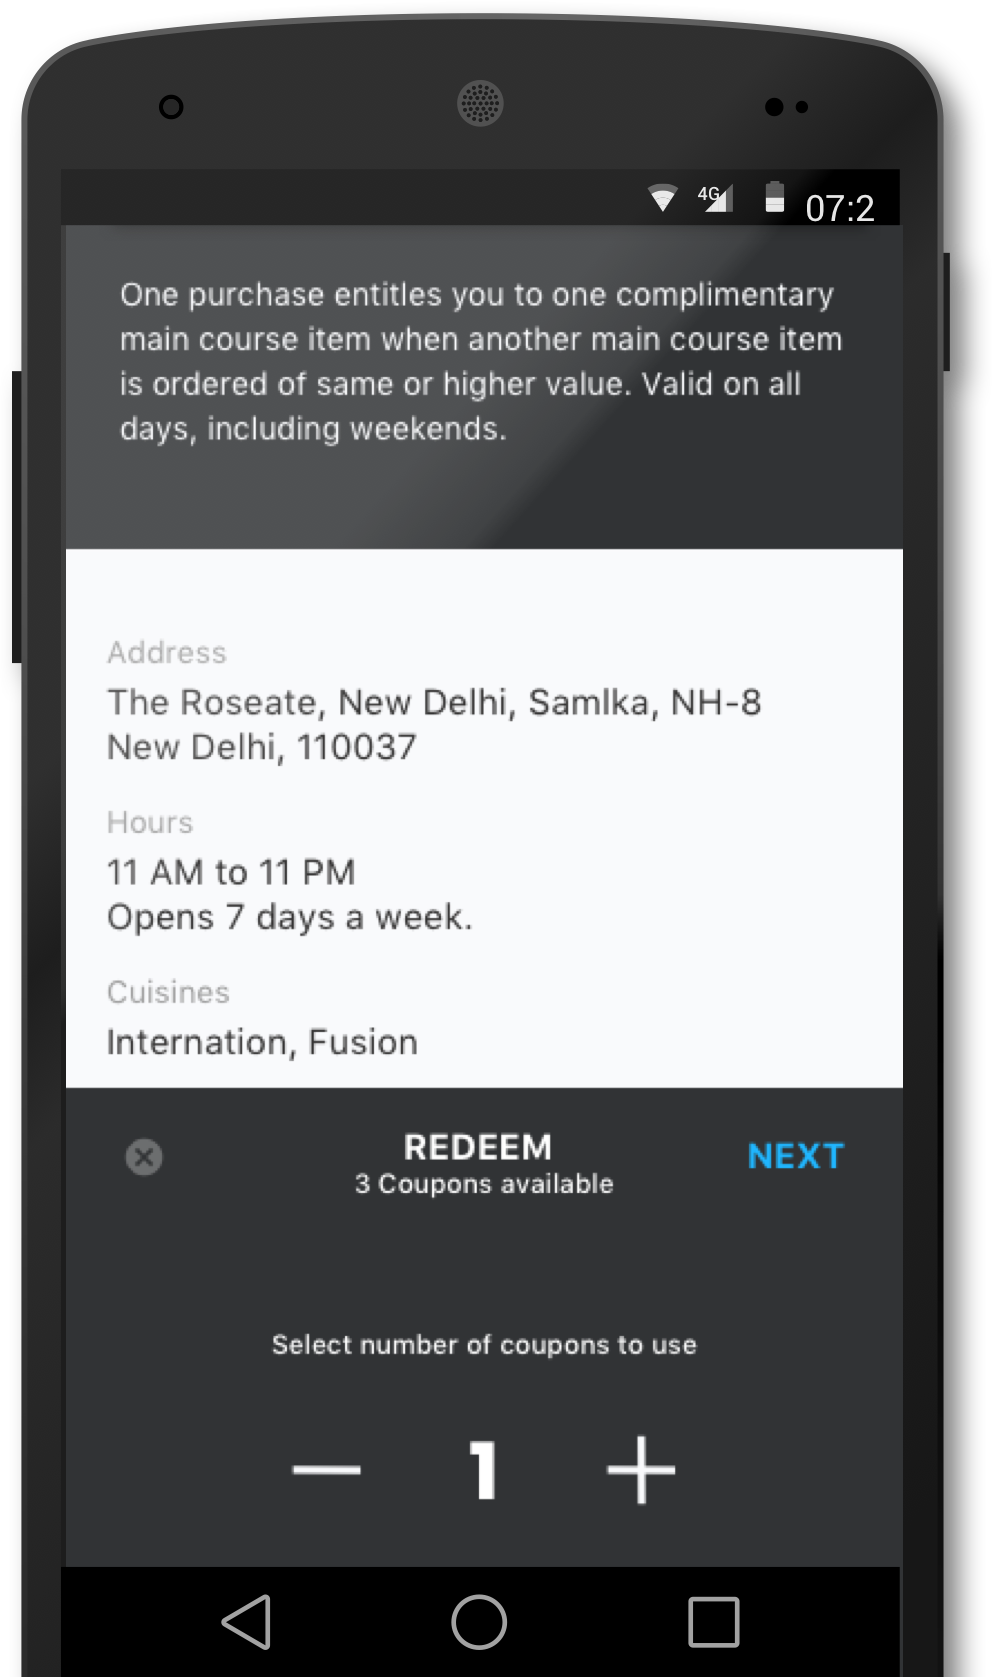 4G 07:2
One purchase entitles you to one complimentary
main course item when another main course item
is ordered of same or higher value. Valid on all
days, including weekends.
Address
The Roseate, New Delhi, Samlka, NH-8
New Delhi, 110037
Hours
11 AM to 11 PM
Opens 7 days a week.
Cuisines
Internation, Fusion
REDEEM
NEXT
3 Coupons available
Select number of coupons to use
1